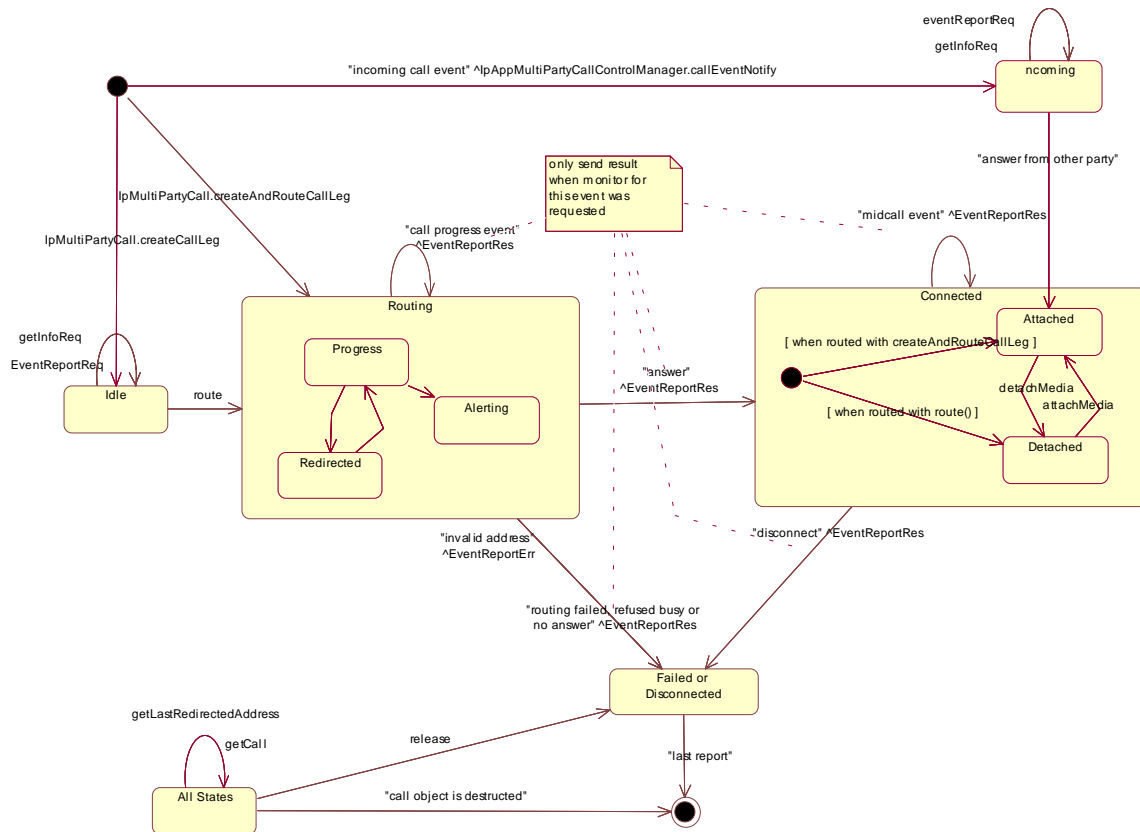 eventReportReq
getInfoReq
"incoming call event" ^IpAppMultiPartyCallControlManager.callEventNotify
ncoming
only send result
when monitor for
this event was
requested
"answer from other party"
IpMultiPartyCall.createAndRouteCallLeg
"midcall event" ^EventReportRes
"call progress event"
^EventReportRes
IpMultiPartyCall.createCallLeg
Connected
Routing
Attached
getInfoReq
[ when routed with createAndRouteCallLeg ]
Progress
EventReportReq
"answer"
^EventReportRes
detachMedia
attachMedia
Idle
route
Alerting
[ when routed with route() ]
Detached
Redirected
"invalid address"
^EventReportErr
"disconnect" ^EventReportRes
"routing failed, refused busy or
no answer" ^EventReportRes
Failed or
Disconnected
getLastRedirectedAddress
getCall
release
"last report"
All States
"call object is destructed"